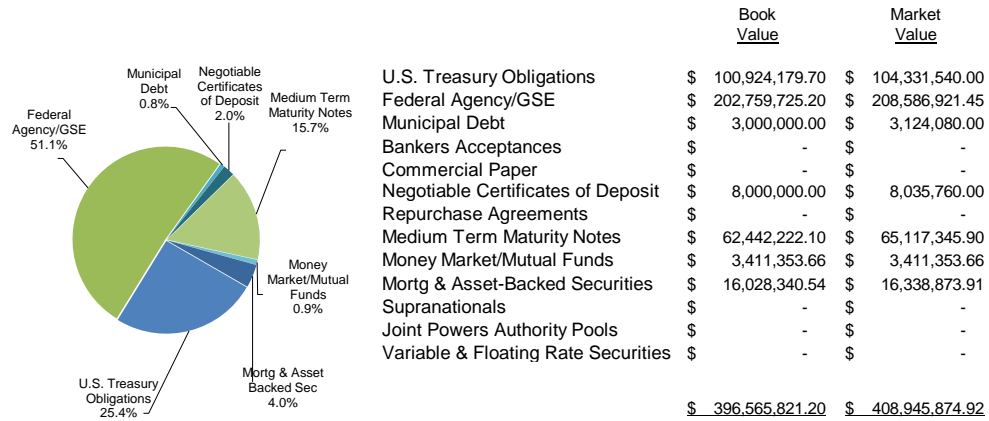 Book Market
Value Value
Municipal
Debt
0.8%
Negotiable
Certificates
of Deposit
2.0%
Medium Term
Maturity Notes
15.7%
Federal
Agency/GSE
51.1%
Money
Market/Mutual
Funds
0.9%
Mortg & Asset
Backed Sec
4.0%
U.S. Treasury
Obligations
25.4%
U.S. Treasury Obligations $ 100,924,179.70 $ 104,331,540.00
Federal Agency/GSE $ 202,759,725.20 $ 208,586,921.45
Municipal Debt $ 3,000,000.00 $ 3,124,080.00
Bankers Acceptances $ - $ -
Commercial Paper $ - $ -
Negotiable Certificates of Deposit $ 8,000,000.00 $ 8,035,760.00
Repurchase Agreements $ - $ -
Medium Term Maturity Notes $ 62,442,222.10 $ 65,117,345.90
Money Market/Mutual Funds $ 3,411,353.66 $ 3,411,353.66
Mortg & Asset-Backed Securities $ 16,028,340.54 $ 16,338,873.91
Supranationals $ - $ -
Joint Powers Authority Pools $ - $ -
Variable & Floating Rate Securities $ - $ -
$ 396,565,821.20 $ 408,945,874.92